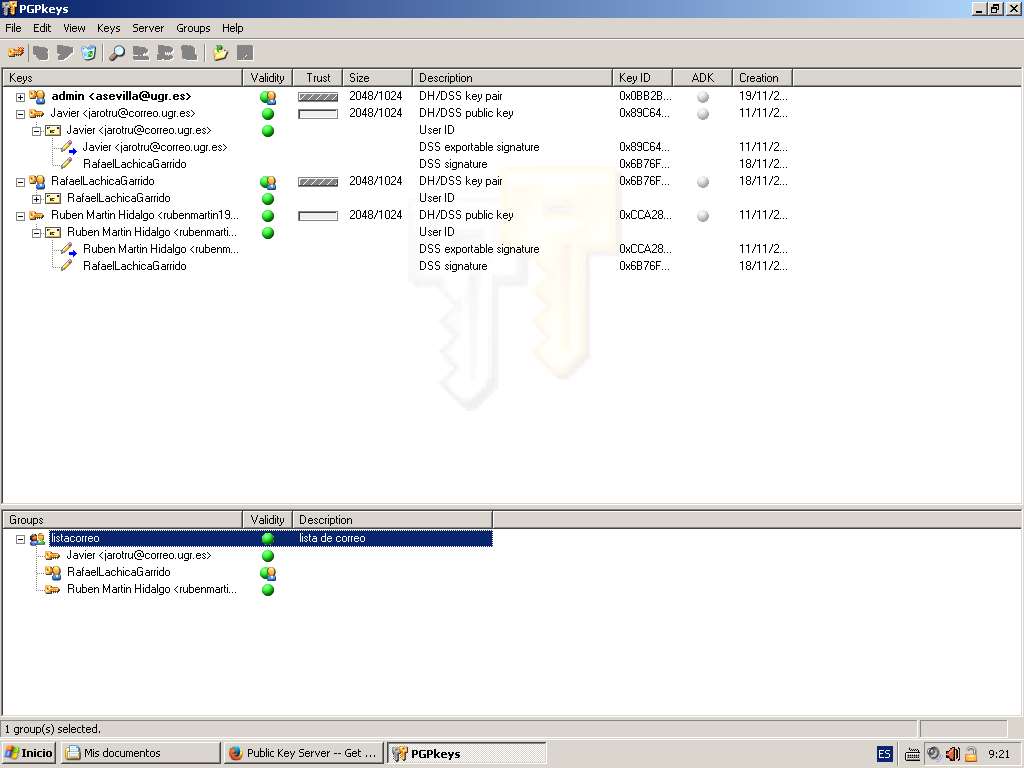 PGPkeys
File Edit View Keys Server Groups Help
Keys Validity Trust Size Description Key ID ADK Creation
admin <asevilla@ugr.es> 2048/1024 DH/DSS key pair 0x0BB2B... 19/11/2...
Javier <jarotru@correo.ugr.es> 2048/1024 DH/DSS public key 0x89C64... 11/11/2...
Javier <jarotru@correo.ugr.es> User ID
Javier <jarotru@correo.ugr.es> DSS exportable signature 0x89C64... 11/11/2...
RafaelLachicaGarrido DSS signature 0x6B76F... 18/11/2...
RafaelLachicaGarrido 2048/1024 DH/DSS key pair 0x6B76F... 18/11/2...
RafaelLachicaGarrido User ID
Ruben Martin Hidalgo <rubenmartin19... 2048/1024 DH/DSS public key 0xCCA28... 11/11/2...
Ruben Martin Hidalgo <rubenmarti... User ID
Ruben Martin Hidalgo <rubenm... DSS exportable signature 0xCCA28... 11/11/2...
RafaelLachicaGarrido DSS signature 0x6B76F... 18/11/2...
Groups Validity Description
listacorreo lista de correo
Javier <jarotru@correo.ugr.es>
RafaelLachicaGarrido
Ruben Martin Hidalgo <rubenmarti...
1 group(s) selected.
Inicio Mis documentos Public Key Server -- Get ... PGPkeys ES 9:21